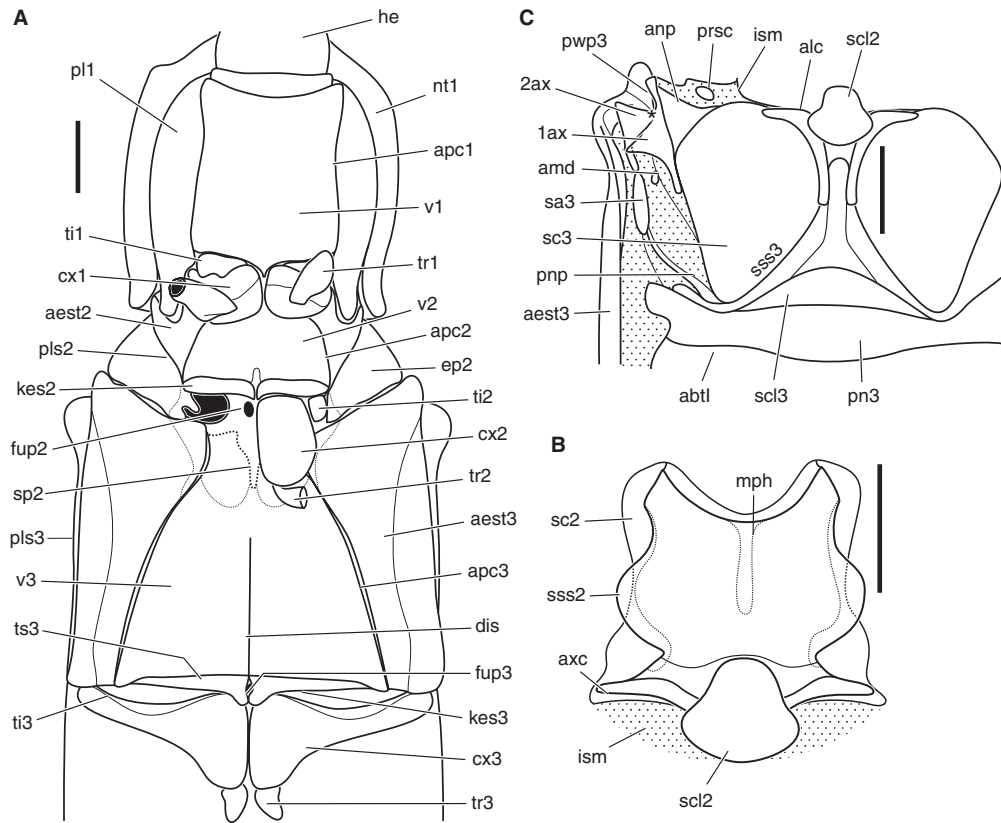 A
he
pl1
nt1
apc1
v1
ti1
tr1
cx1
aest2
v2
apc2
pls2
ep2
kes2
ti2
fup2
cx2
sp2
tr2
aest3
pls3
v3
apc3
ts3
dis
fup3
ti3
kes3
cx3
tr3
C
pwp3
anp
prsc
ism
alc
scl2
2ax
*
1ax
amd
sa3
sc3
sss3
pnp
aest3
abtI
scl3
pn3
B
mph
sc2
sss2
axc
ism
scl2